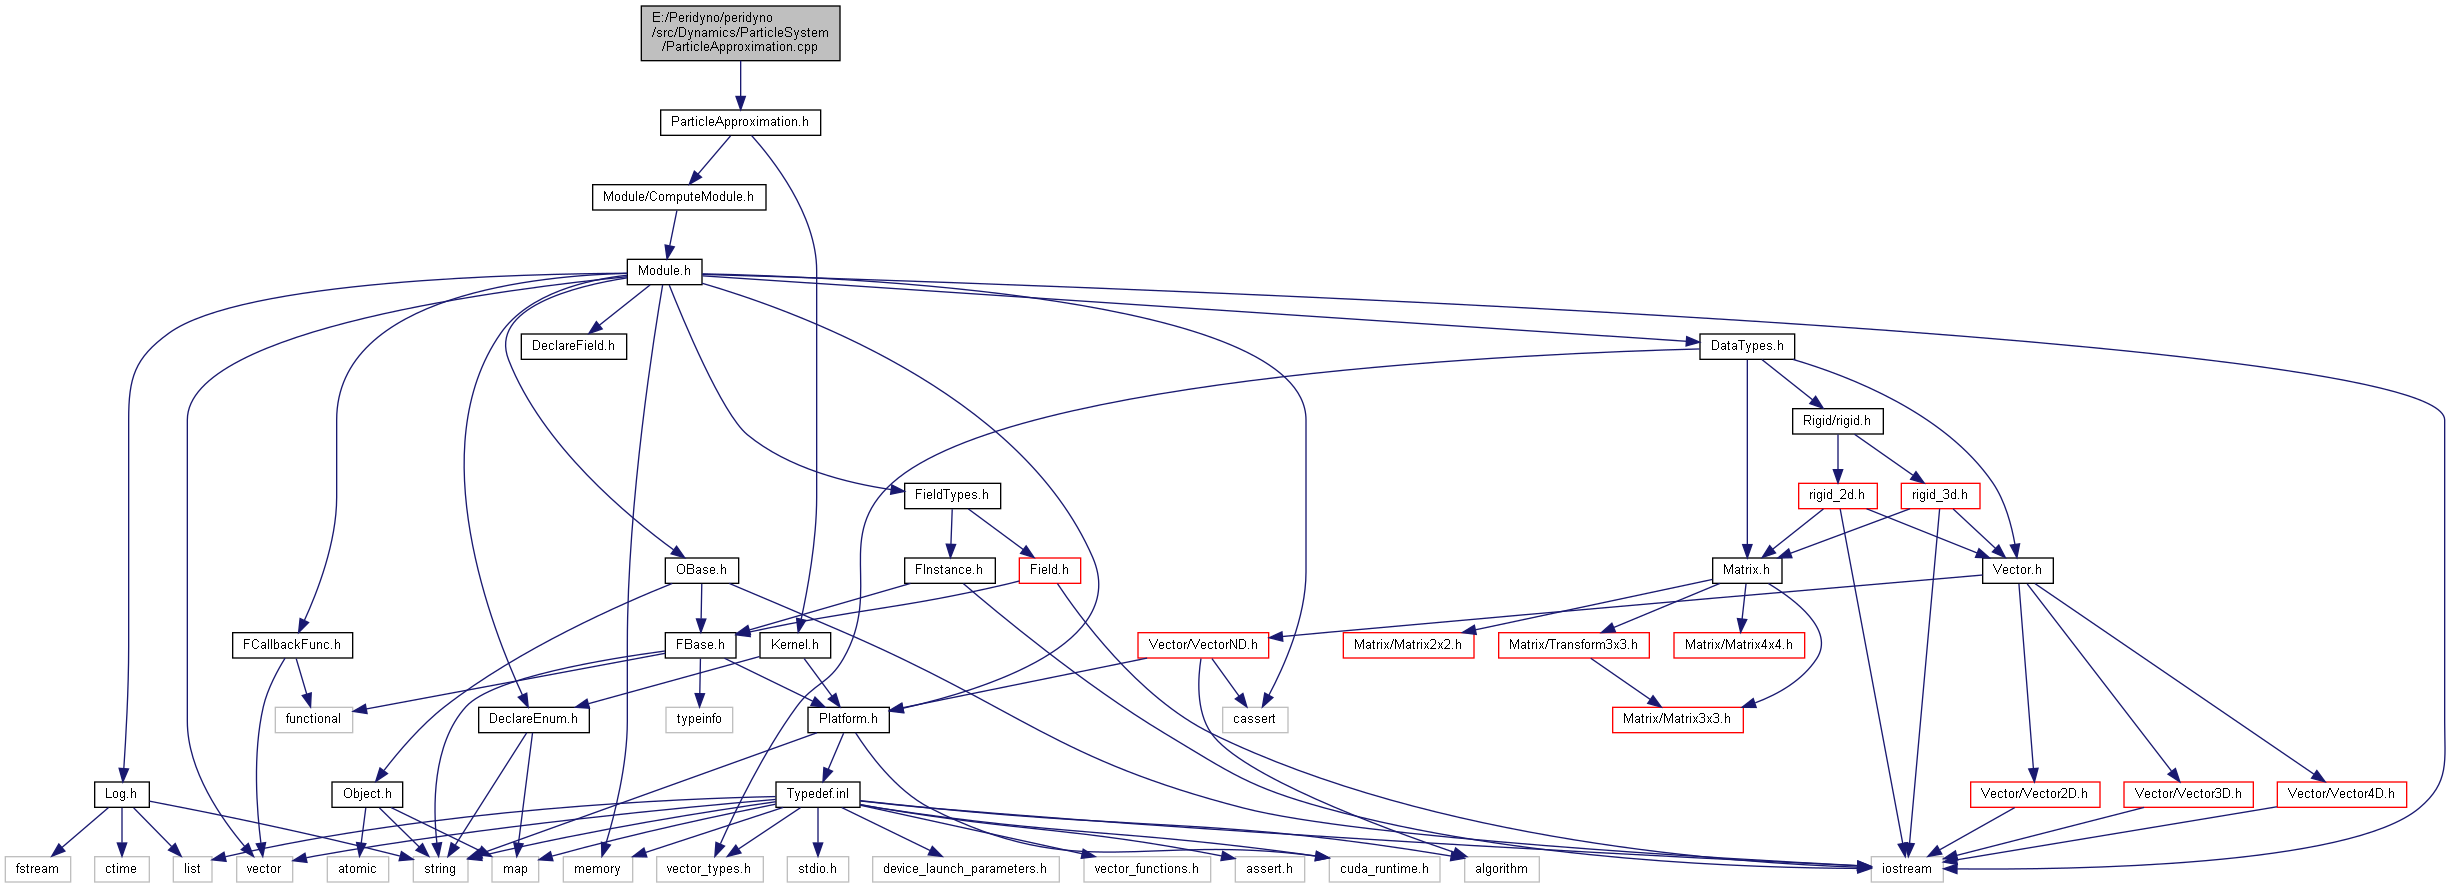 E:/Peridyno/peridyno
/src/Dynamics/ParticleSystem
/ParticleApproximation.cpp
ParticleApproximation.h
Module/ComputeModule.h
Module.h
DeclareField.h
DataTypes.h
Rigid/rigid.h
FieldTypes.h
rigid_2d.h
rigid_3d.h
OBase.h
FInstance.h
Field.h
Matrix.h
Vector.h
FCallbackFunc.h
FBase.h
Kernel.h
Vector/VectorND.h
Matrix/Matrix2x2.h
Matrix/Transform3x3.h
Matrix/Matrix4x4.h
functional
DeclareEnum.h
typeinfo
Platform.h
cassert
Matrix/Matrix3x3.h
Log.h
Object.h
Typedef.inl
Vector/Vector2D.h
Vector/Vector3D.h
Vector/Vector4D.h
fstream
ctime
list
vector
atomic
string
map
memory
vector_types.h
stdio.h
device_launch_parameters.h
vector_functions.h
assert.h
cuda_runtime.h
algorithm
iostream